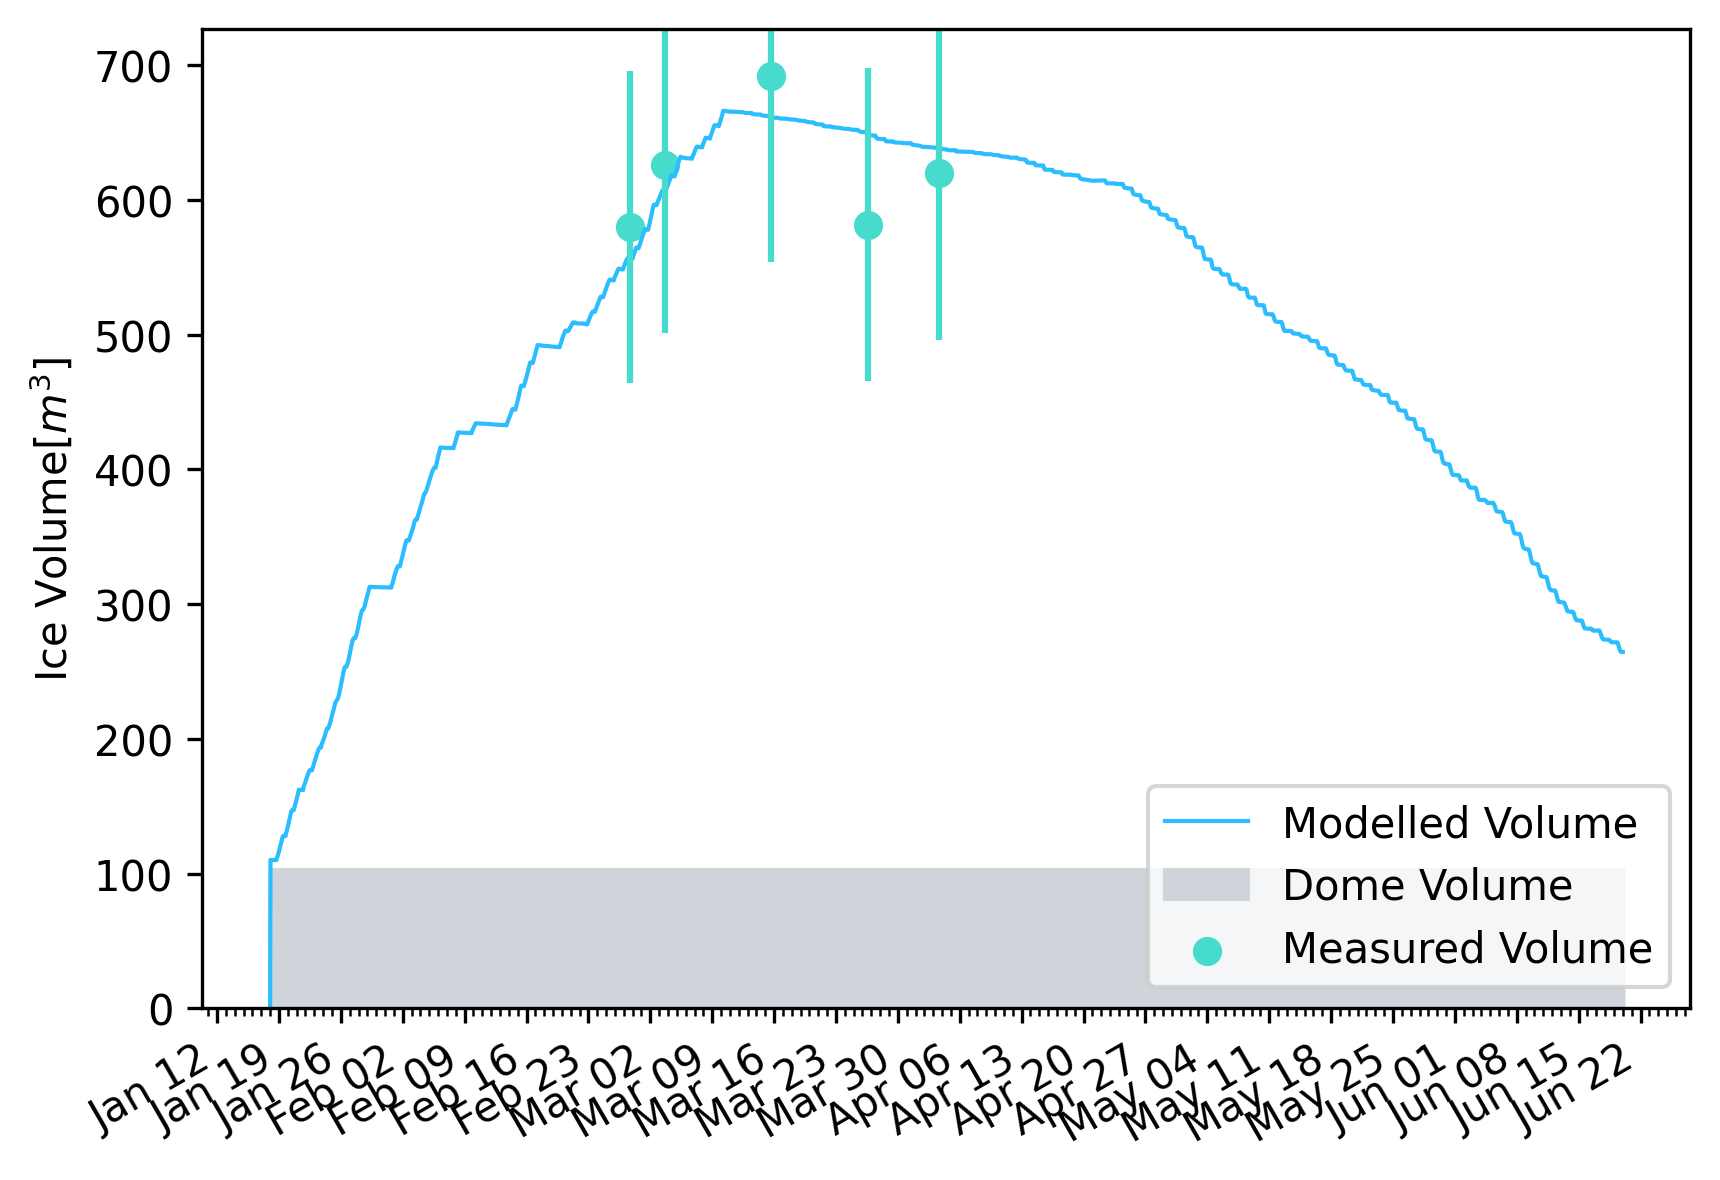 Ice Volume[m³]
700
600
500
400
300
200
100
0
Modelled Volume
Dome Volume
Measured Volume
Jan 12
Jan 19
Jan 26
Feb 02
Feb 09
Feb 16
Feb 23
Mar 02
Mar 09
Mar 16
Mar 23
Mar 30
Apr 06
Apr 13
Apr 20
Apr 27
May 04
May 11
May 18
May 25
Jun 01
Jun 08
Jun 15
Jun 22